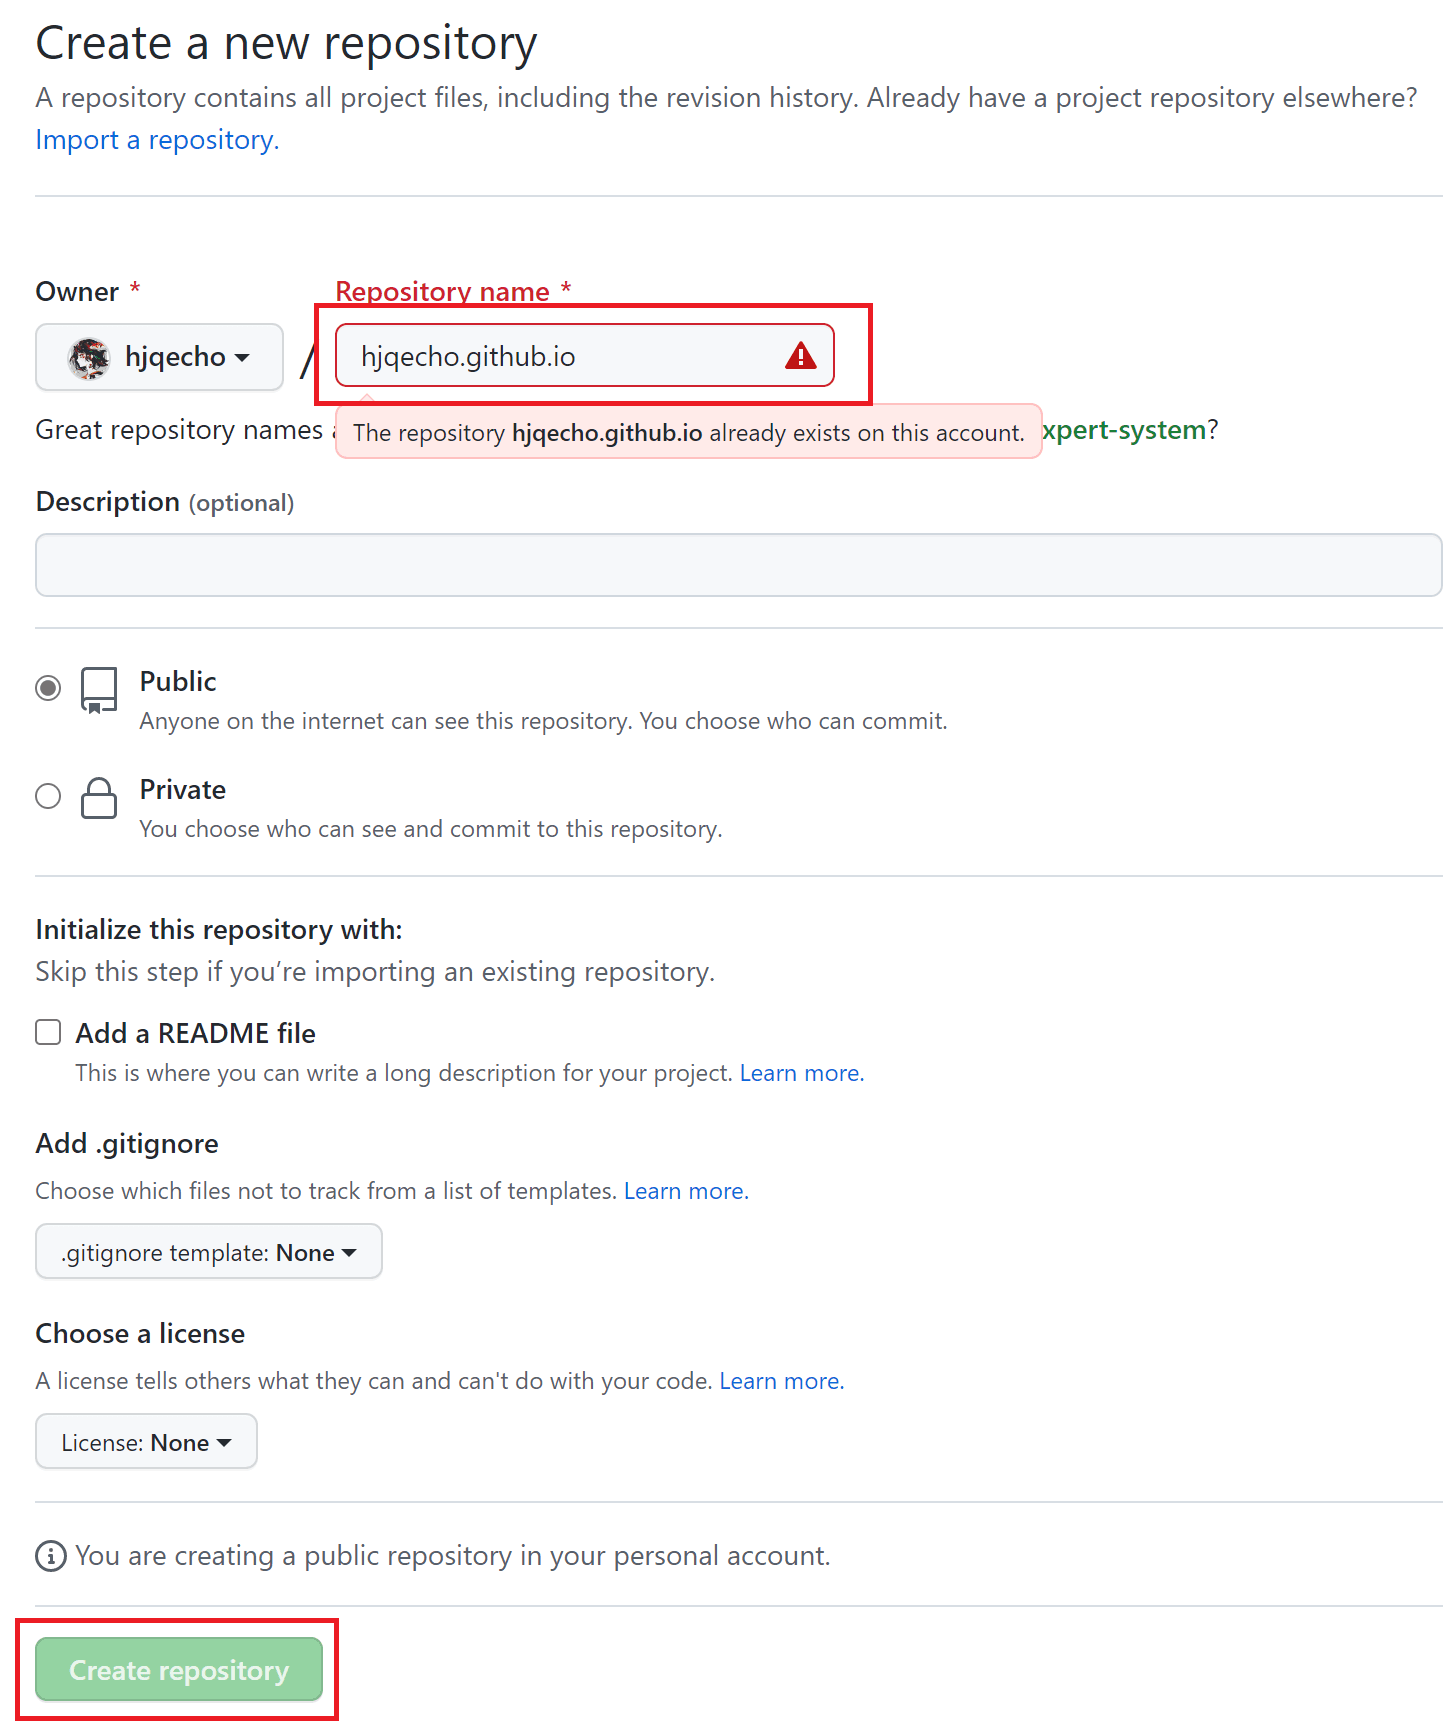 Create a new repository
A repository contains all project files, including the revision history. Already have a project repository elsewhere?
Import a repository.
Owner *
Repository name *
hjqecho
/
hjqecho.github.io
Great repository names
The repository hjqecho.github.io already exists on this account.
xpert-system?
Description (optional)
Public
Anyone on the internet can see this repository. You choose who can commit.
Private
You choose who can see and commit to this repository.
Initialize this repository with:
Skip this step if you’re importing an existing repository.
Add a README file
This is where you can write a long description for your project. Learn more.
Add .gitignore
Choose which files not to track from a list of templates. Learn more.
.gitignore template: None
Choose a license
A license tells others what they can and can't do with your code. Learn more.
License: None
You are creating a public repository in your personal account.
Create repository